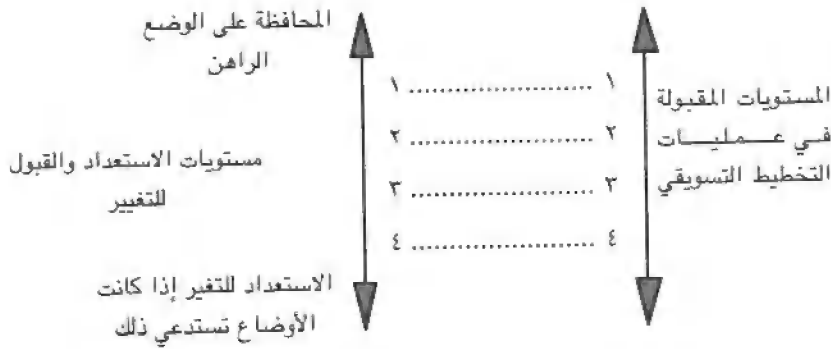 المحافظة على الوضع
الراهن
١ ........................ ١
٢ ........................ ٢
٣ ........................ ٣
٤ ........................ ٤
المستويات المقبولة
في عمليات
التخطيط التسويقي
مستويات الاستعداد والقبول
للتغيير
الاستعداد للتغير إذا كانت
الأوضاع تستدعي ذلك